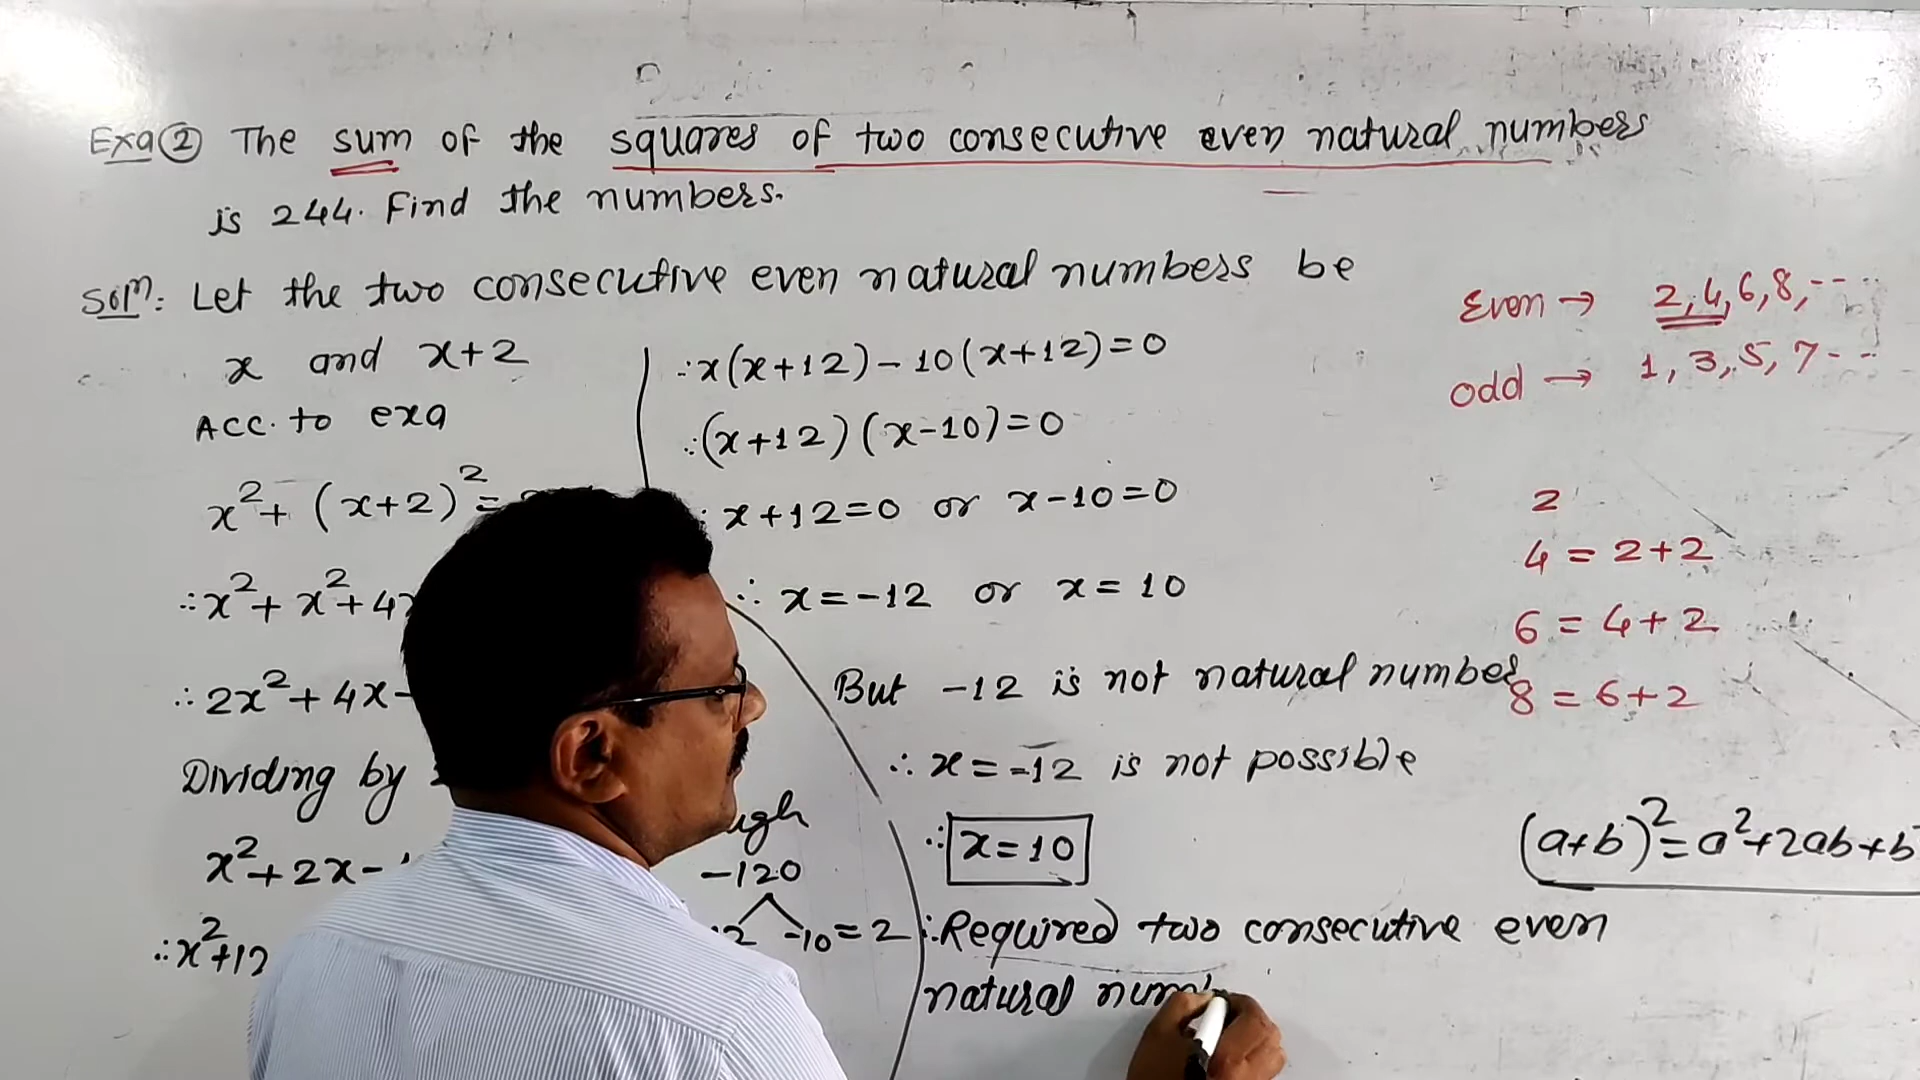 Exa② The sum of the squares of two consecutive even natural numbers
is 244. Find the numbers.
Solⁿ: Let the two consecutive even natural numbers be
x and x+2
Acc. to exa
x²+ (x+2)²=
∴x²+ x²+4x
∴2x²+4x-
Dividing by
x²+2x-
∴x²+12
-120
-10=2
∴x(x+12)-10(x+12)=0
∴(x+12)(x-10)=0
∴x+12=0 or x-10=0
∴ x=-12 or x=10
But -12 is not natural number
∴x=-12 is not possible
∴x=10
∴Required two consecutive even
natural
Even → 2,4,6,8,--
odd → 1,3,5,7--
2
4=2+2
6=4+2
8=6+2
(a+b)²=a²+2ab+b